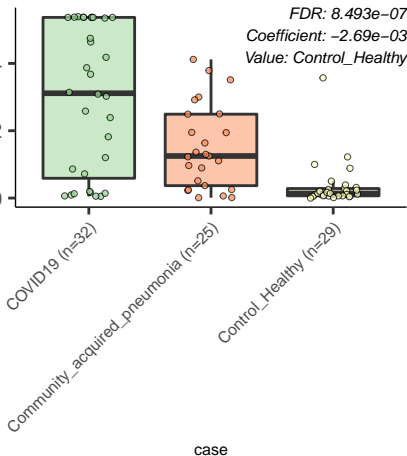 FDR: 8.493e−07
Coefficient: −2.69e−03
Value: Control_Healthy
COVID19 (n=32)
Community_acquired_pneumonia (n=25)
Control_Healthy (n=29)
case